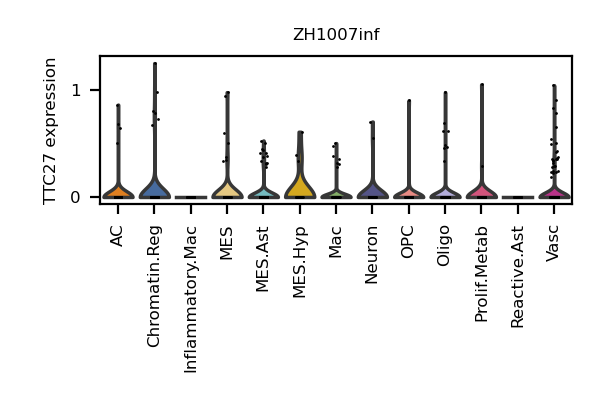 ZH1007inf
TTC27 expression
1
0
AC
Chromatin.Reg
Inflammatory.Mac
MES
MES.Ast
MES.Hyp
Mac
Neuron
OPC
Oligo
Prolif.Metab
Reactive.Ast
Vasc